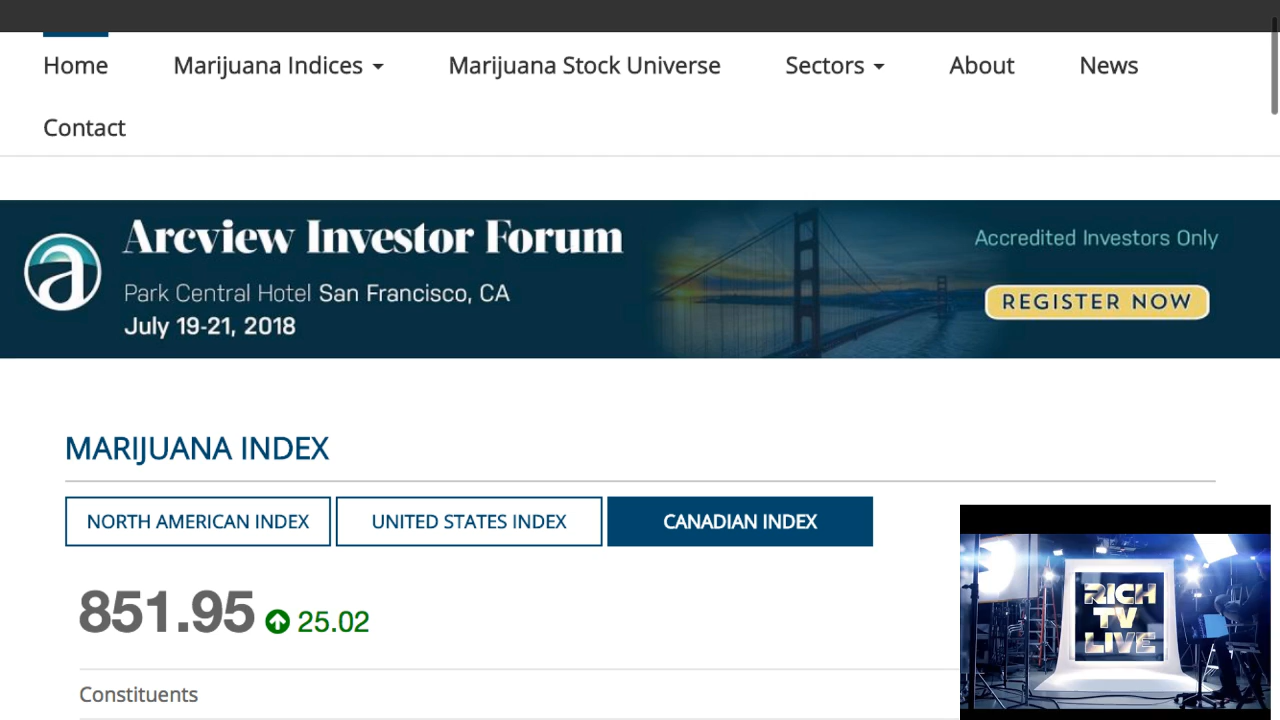 Home Marijuana Indices Marijuana Stock Universe Sectors About News
Contact
Arcview Investor Forum
Park Central Hotel San Francisco, CA
July 19-21, 2018
Accredited Investors Only
REGISTER NOW
a
MARIJUANA INDEX
NORTH AMERICAN INDEX UNITED STATES INDEX CANADIAN INDEX
851.95 25.02
Constituents
RICH
TV
LIVE